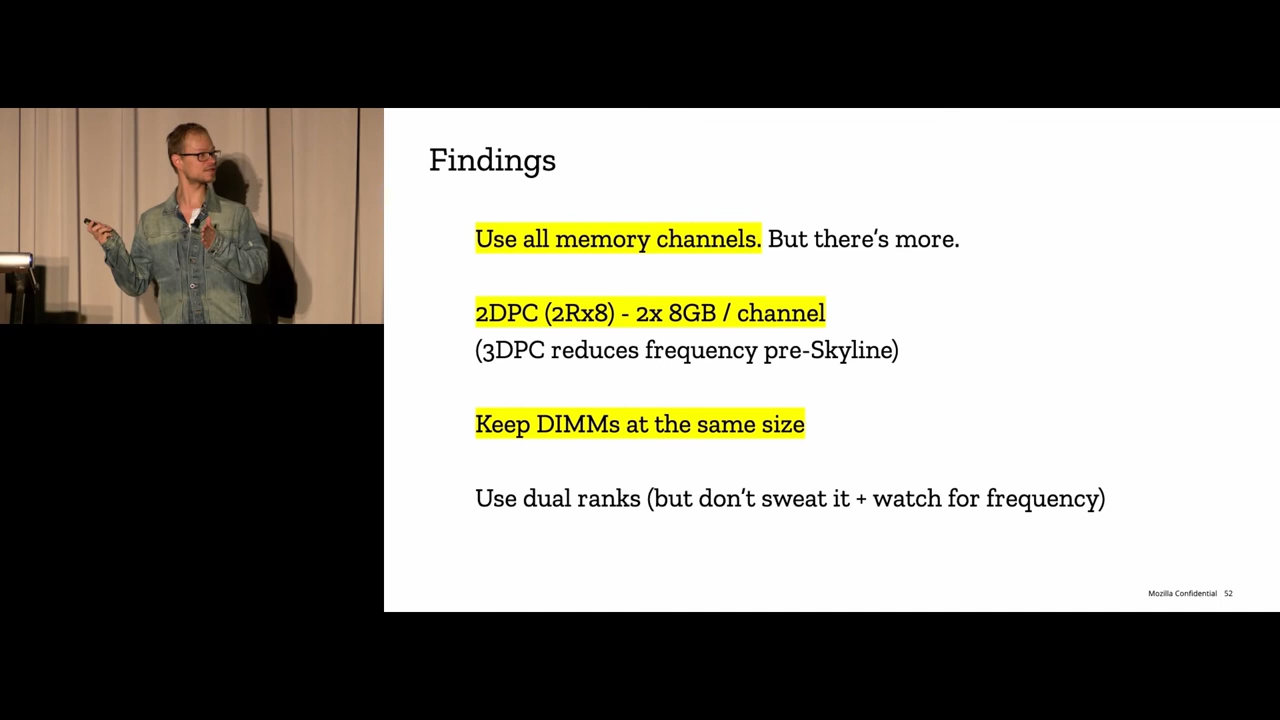 Findings
Use all memory channels. But there's more.
2DPC (2Rx8) - 2x 8GB / channel
(3DPC reduces frequency pre-Skyline)
Keep DIMMs at the same size
Use dual ranks (but don't sweat it + watch for frequency)
Mozilla Confidential 52